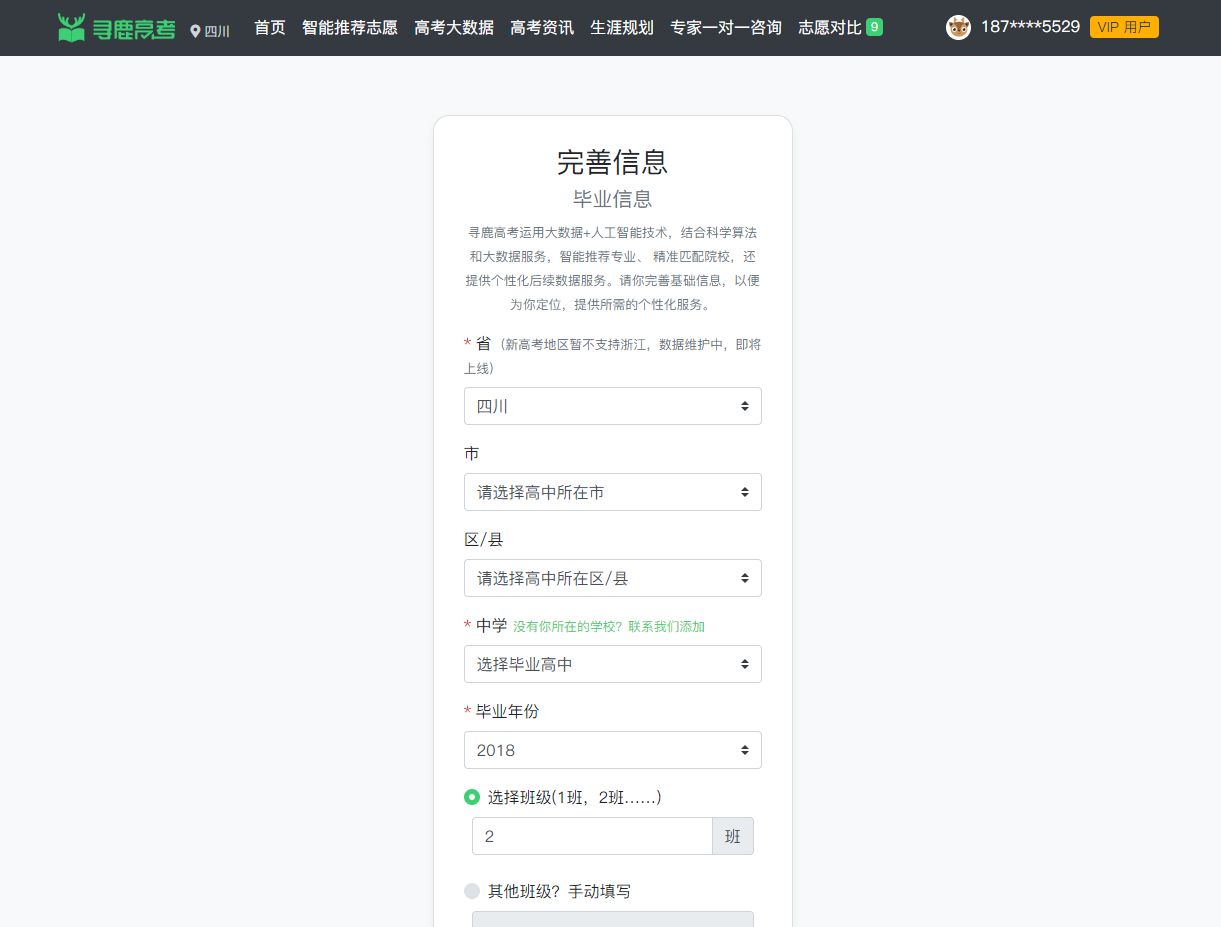 寻鹿高考 四川 首页 智能推荐志愿 高考大数据 高考资讯 生涯规划 专家一对一咨询 志愿对比 9 187****5529 VIP 用户
完善信息
毕业信息
寻鹿高考运用大数据+人工智能技术，结合科学算法
和大数据服务，智能推荐专业、 精准匹配院校，还
提供个性化后续数据服务。请你完善基础信息，以便
为你定位，提供所需的个性化服务。
* 省（新高考地区暂不支持浙江，数据维护中，即将
上线）
四川
市
请选择高中所在市
区/县
请选择高中所在区/县
* 中学 没有你所在的学校？联系我们添加
选择毕业高中
* 毕业年份
2018
选择班级(1班，2班......)
2 班
其他班级？手动填写